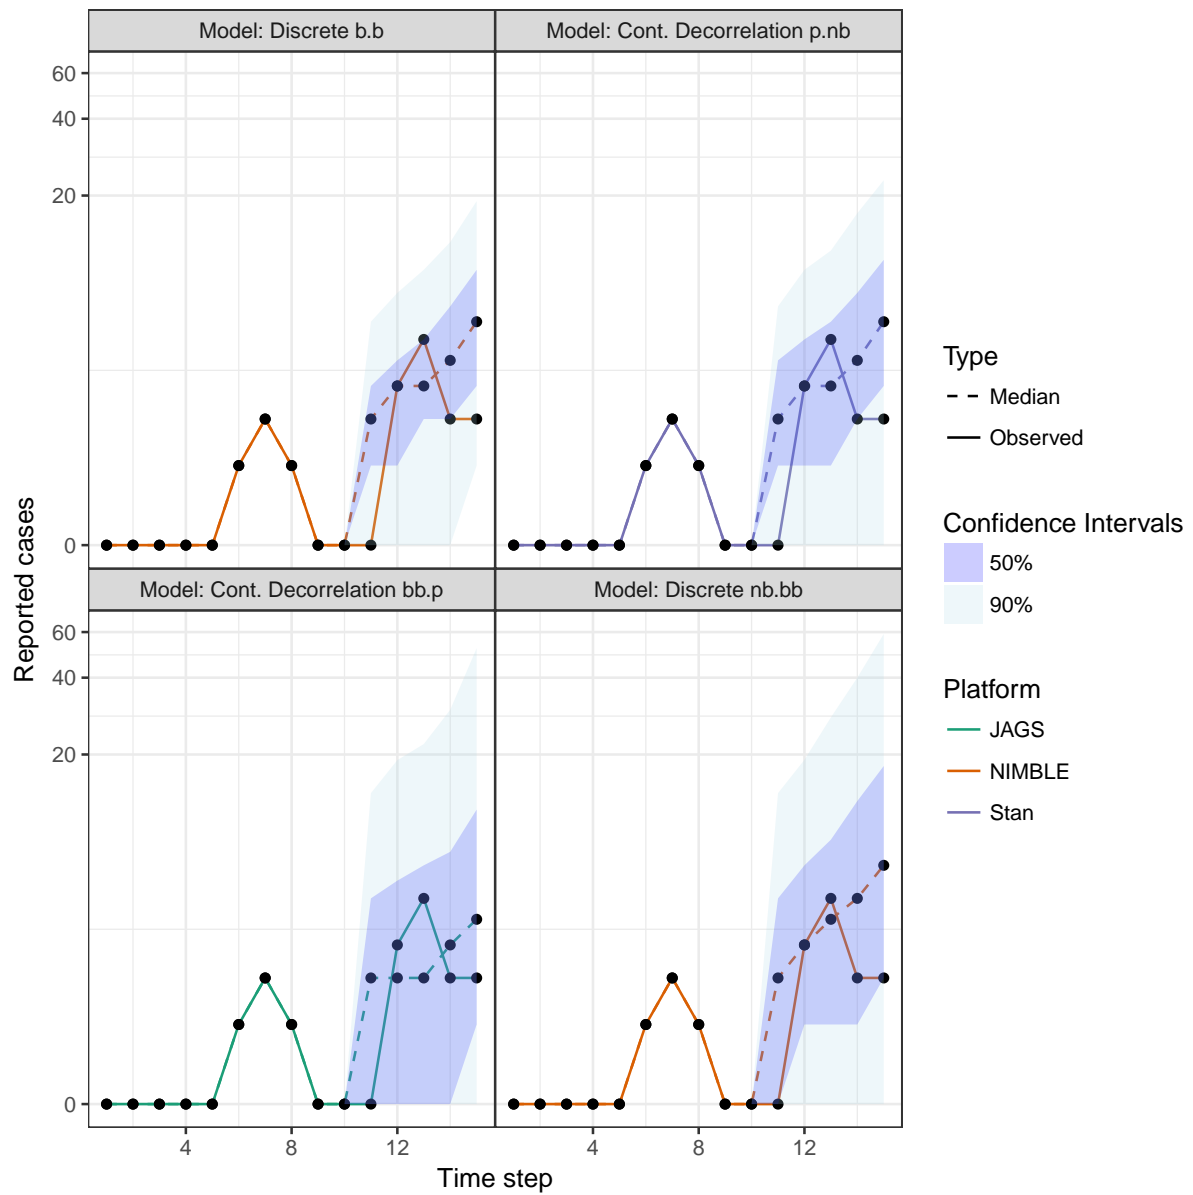 Model: Discrete b.b
Model: Cont. Decorrelation p.nb
60
40
20
0
Model: Cont. Decorrelation bb.p
Model: Discrete nb.bb
60
40
20
0
4
8
12
4
8
12
Time step
Reported cases
Type
Median
Observed
Confidence Intervals
50%
90%
Platform
JAGS
NIMBLE
Stan